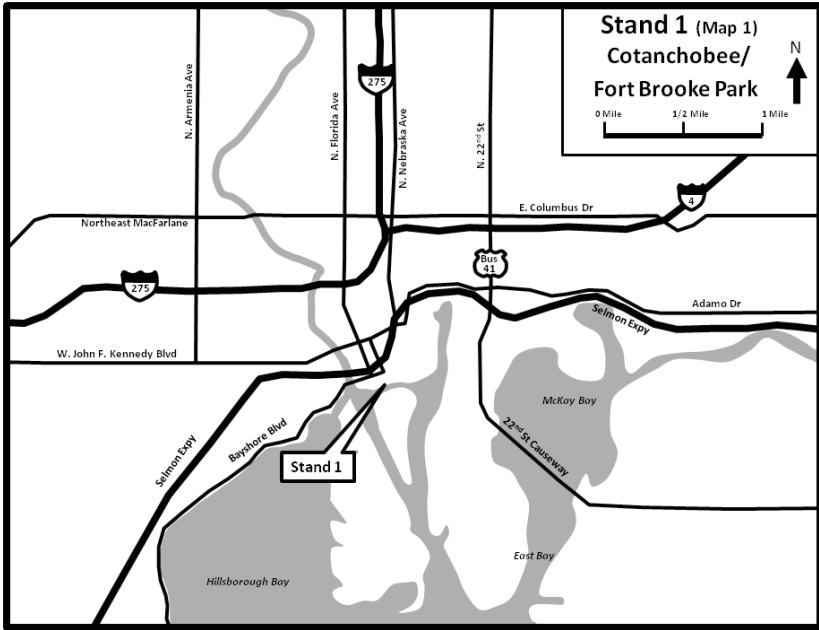 Stand 1 (Map 1)
Cotanchobee/
Fort Brooke Park
N
0 Mile
1/2 Mile
1 Mile
N. Armenia Ave
N. Florida Ave
275
N. Nebraska Ave
N. 22nd St
4
E. Columbus Dr
Northeast MacFarlane
Bus
41
275
Adamo Dr
Selmon Expy
W. John F. Kennedy Blvd
McKay Bay
Bayshore Blvd
22nd St Causeway
Selmon Expy
Stand 1
East Bay
Hillsborough Bay